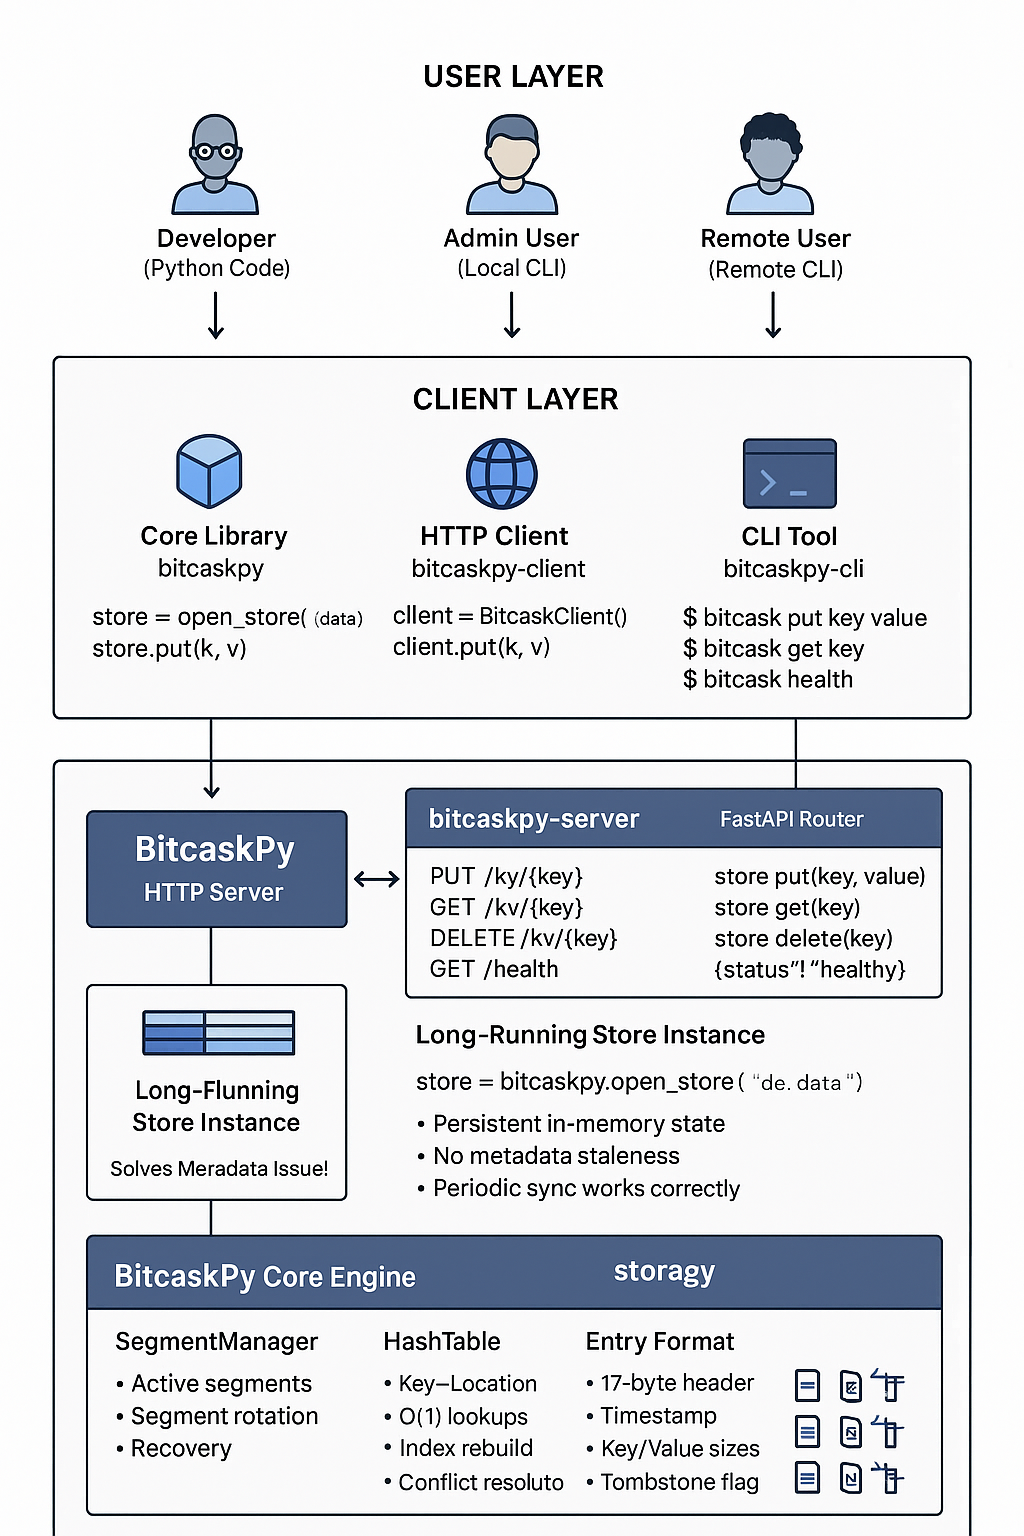 USER LAYER
Developer
(Python Code)
Admin User
(Local CLI)
Remote User
(Remote CLI)
CLIENT LAYER
Core Library
bitcaskpy
store = open_store( (data)
store.put(k, v)
HTTP Client
bitcaskpy-client
cllent = BitcaskClient()
client.put(k, v)
CLI Tool
bitcaskpy-cli
$ bitcask put key value
$ bitcask get key
$ bitcask health
BitcaskPy
HTTP Server
bitcaskpy-server FastAPI Router
PUT /ky/{key} store put(key, value)
GET /kv/{key} store get(key)
DELETE /kv/{key} store delete(key)
GET /health {status”! “healthy}
Long-Flunning
Store Instance
Solves Meradata Issue!
Long-Running Store Instance
store = bitcaskpy.open_store( "de. data")
• Persistent in-memory state
• No metadata staleness
• Periodic sync works correctly
BitcaskPy Core Engine storagy
SegmentManager
• Active segments
• Segment rotation
• Recovery
HashTable
• Key–Location
• O(1) lookups
• Index rebuild
• Conflict resoluto
Entry Format
• 17-byte header
• Timestamp
• Key/Value sizes
• Tombstone flag